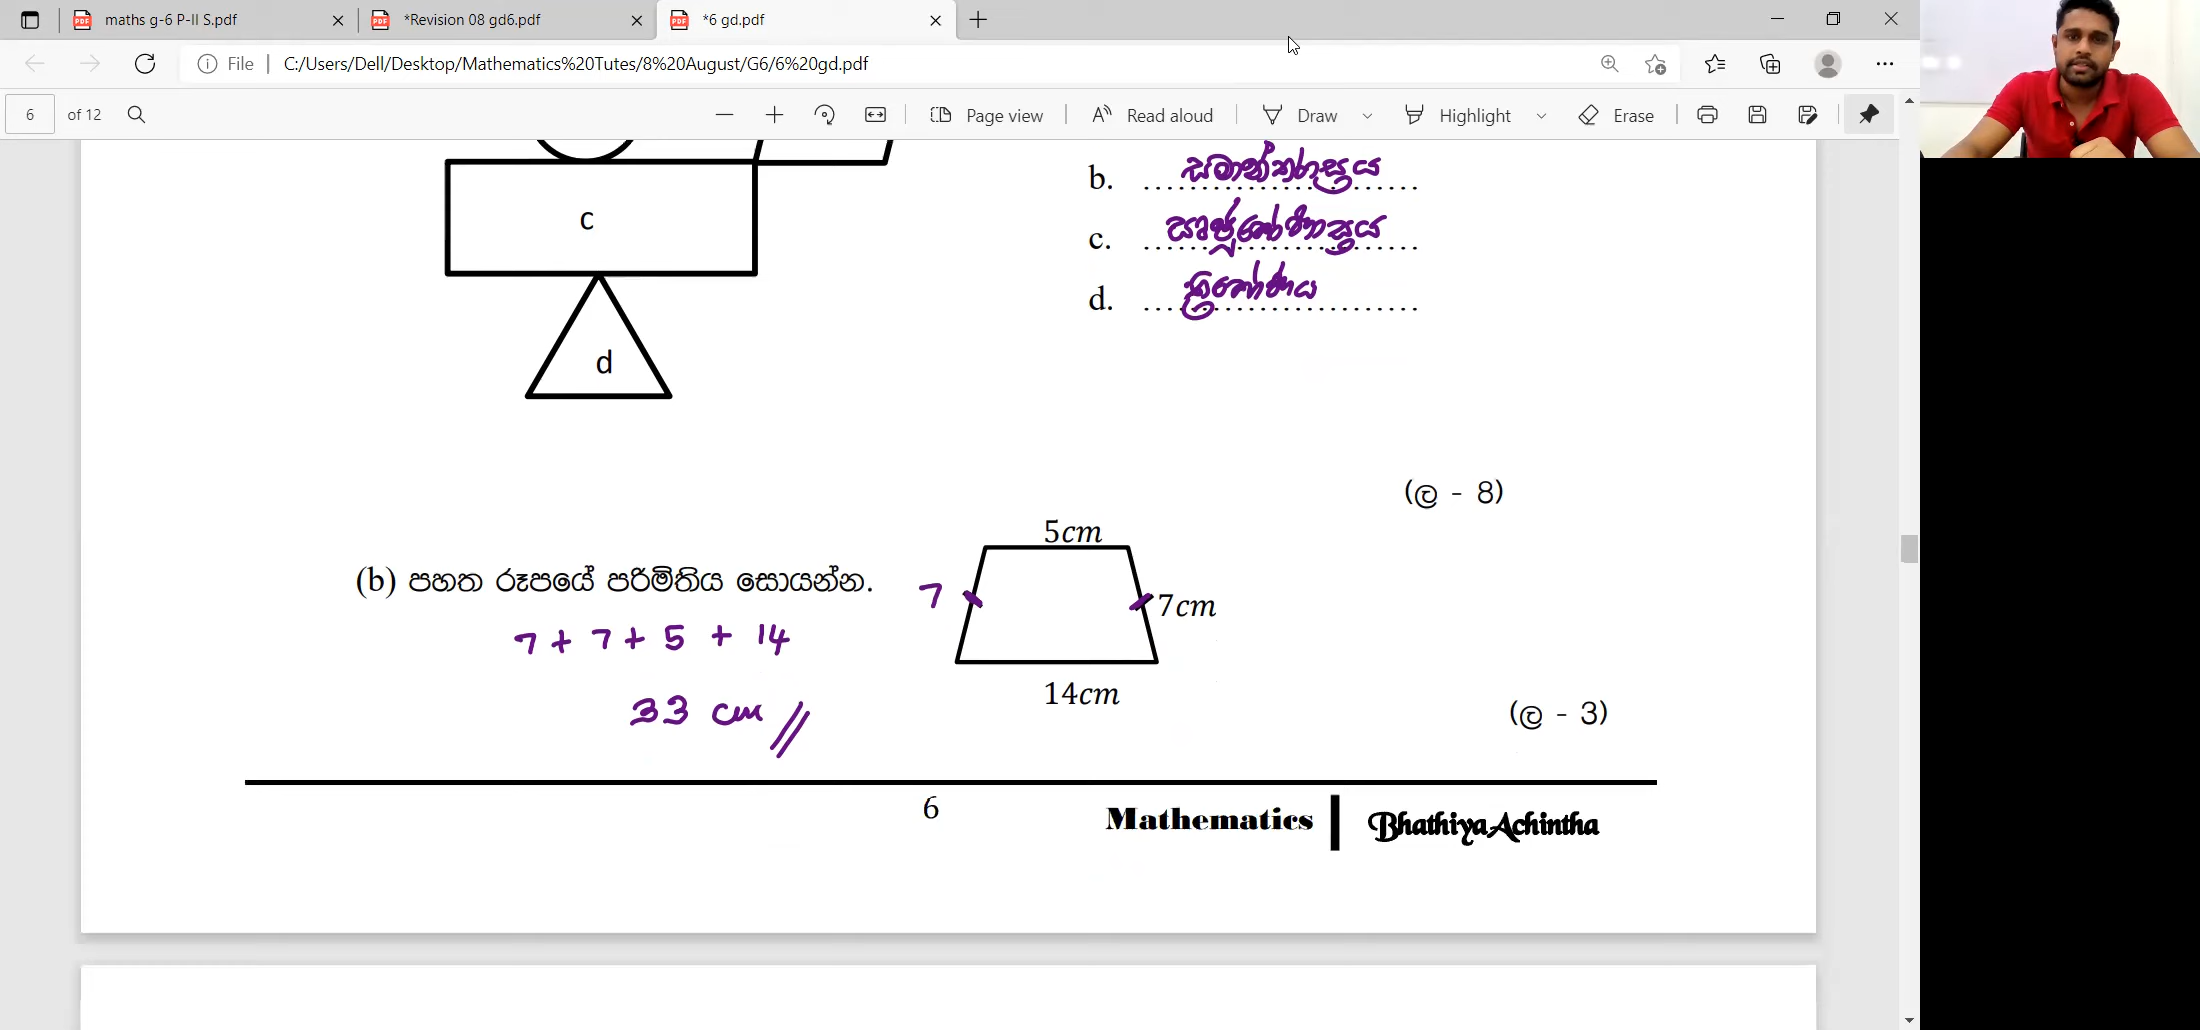 maths g-6 P-II S.pdf
*Revision 08 gd6.pdf
*6 gd.pdf
File
C:/Users/Dell/Desktop/Mathematics%20Tutes/8%20August/G6/6%20gd.pdf
6 of 12
Page view
Read aloud
Draw
Highlight
Erase
b. සමාන්තරාස්‍රය
c. සෘජුකෝණාස්‍රය
d. ත්‍රිකෝණය
c
d
(ල - 8)
5cm
(b) පහත රූපයේ පරිමිතිය සොයන්න.
7
7cm
7 + 7 + 5 + 14
14cm
33 cm
(ල - 3)
6
Mathematics | Bhathiya Achintha